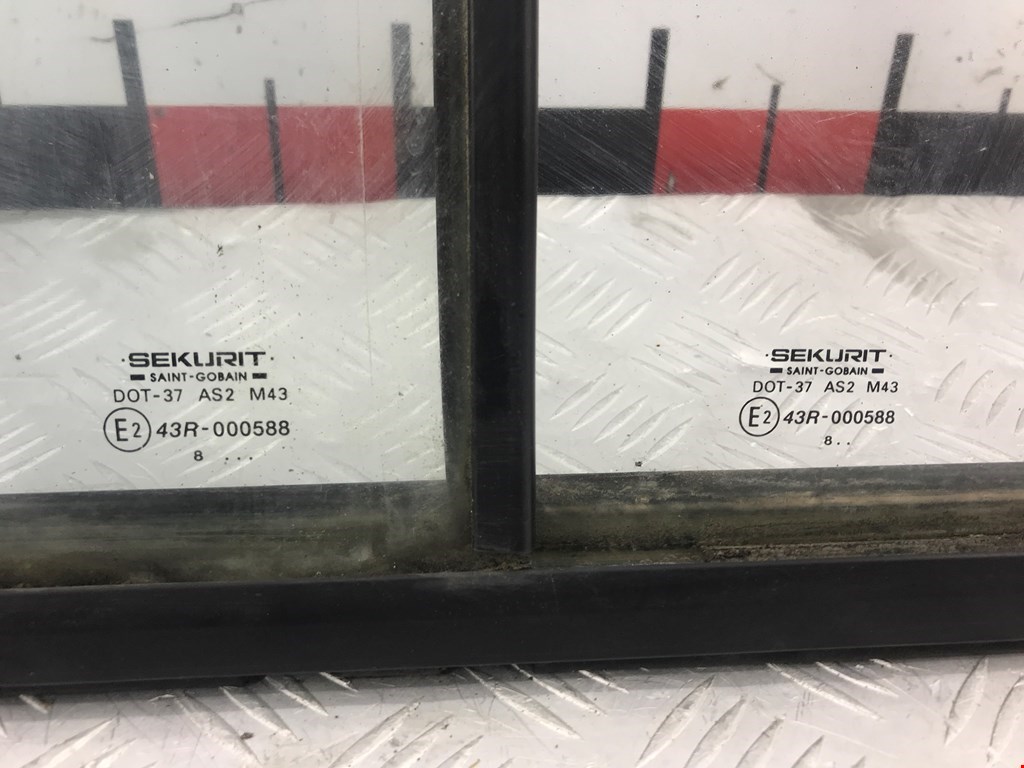 ·SEKURIT·
SAINT-GOBAIN
DOT-37 AS2 M43
E2 43R-000588
8 ...
·SEKURIT·
SAINT-GOBAIN
DOT-37 AS2 M43
E2 43R-000588
8..